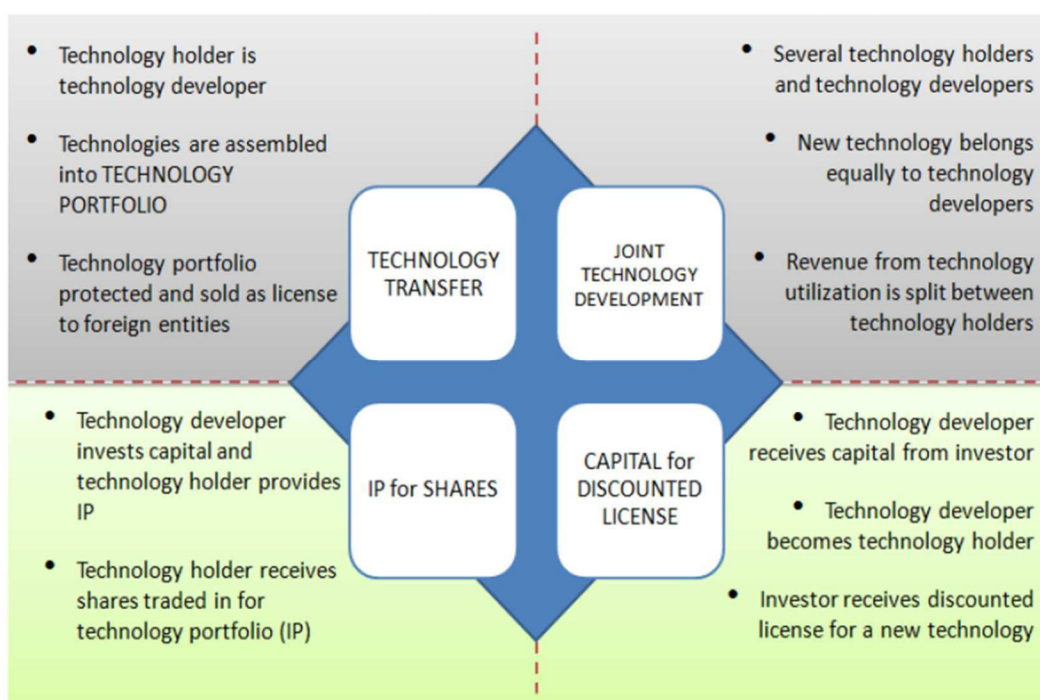 • Technology holder is
technology developer
• Technologies are assembled
into TECHNOLOGY
PORTFOLIO
• Technology portfolio
protected and sold as license
to foreign entities
TECHNOLOGY
TRANSFER
JOINT
TECHNOLOGY
DEVELOPMENT
• Several technology holders
and technology developers
• New technology belongs
equally to technology
developers
• Revenue from technology
utilization is split between
technology holders
• Technology developer
invests capital and
technology holder provides
IP
• Technology holder receives
shares traded in for
technology portfolio (IP)
IP for SHARES
CAPITAL for
DISCOUNTED
LICENSE
• Technology developer
receives capital from investor
• Technology developer
becomes technology holder
• Investor receives discounted
license for a new technology